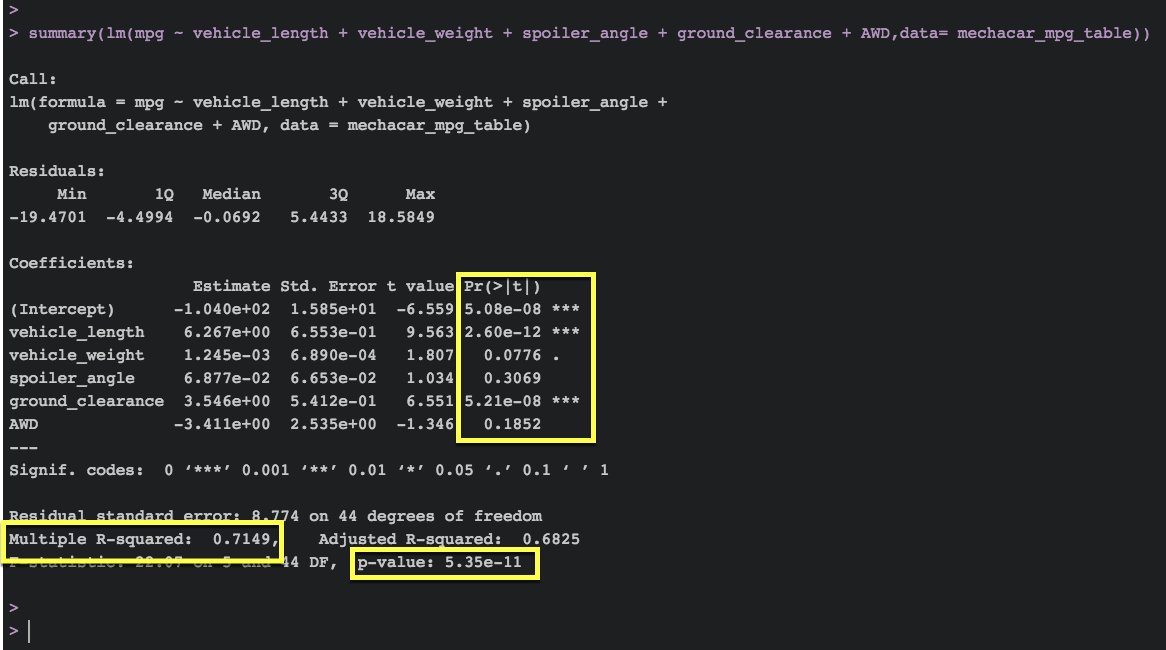 >
> summary(lm(mpg ~ vehicle_length + vehicle_weight + spoiler_angle + ground_clearance + AWD,data= mechacar_mpg_table))
Call:
lm(formula = mpg ~ vehicle_length + vehicle_weight + spoiler_angle +
    ground_clearance + AWD, data = mechacar_mpg_table)
Residuals:
     Min       1Q   Median       3Q      Max
-19.4701  -4.4994  -0.0692   5.4433  18.5849
Coefficients:
                   Estimate Std. Error t value Pr(>|t|)
(Intercept)      -1.040e+02  1.585e+01  -6.559 5.08e-08 ***
vehicle_length    6.267e+00  6.553e-01   9.563 2.60e-12 ***
vehicle_weight    1.245e-03  6.890e-04   1.807   0.0776 .
spoiler_angle     6.877e-02  6.653e-02   1.034   0.3069
ground_clearance  3.546e+00  5.412e-01   6.551 5.21e-08 ***
AWD              -3.411e+00  2.535e+00  -1.346   0.1852
---
Signif. codes:  0 ‘***’ 0.001 ‘**’ 0.01 ‘*’ 0.05 ‘.’ 0.1 ‘ ’ 1
Residual standard error: 8.774 on 44 degrees of freedom
Multiple R-squared:  0.7149,    Adjusted R-squared:  0.6825
F-statistic: 22.07 on 5 and 44 DF,  p-value: 5.35e-11
>
>